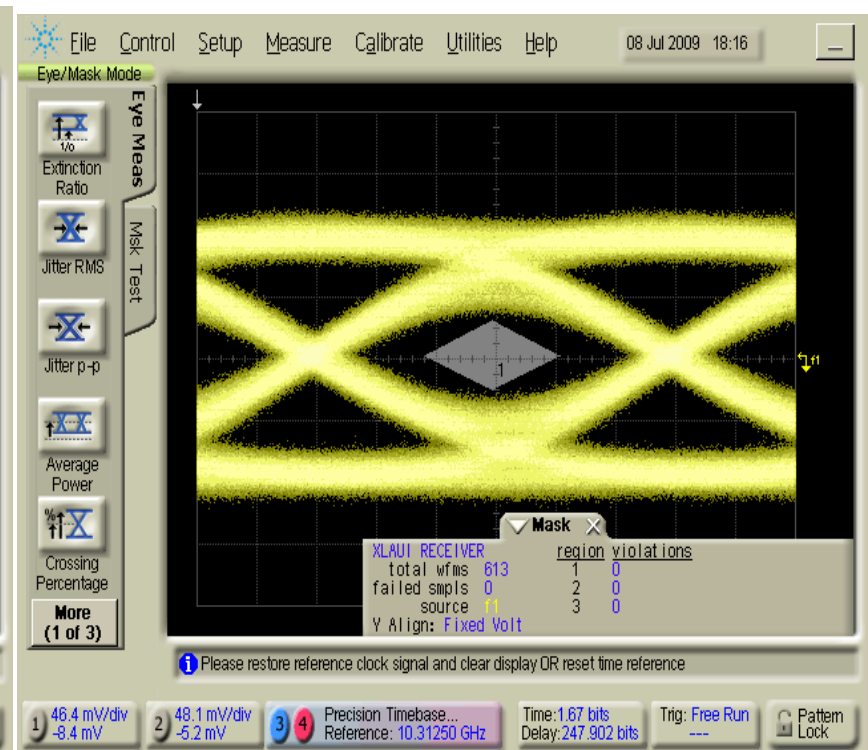 File Control Setup Measure Calibrate Utilities Help 08 Jul 2009 18:16
Eye/Mask Mode
Eye Meas
Msk Test
1/0
Extinction
Ratio
Jitter RMS
Jitter p-p
Average
Power
%
Crossing
Percentage
More
(1 of 3)
1
f1
Mask X
XLAUI RECEIVER region violations
total wfms 613 1 0
failed smpls 0 2 0
source f1 3 0
Y Align: Fixed Volt
Please restore reference clock signal and clear display OR reset time reference
1) 46.4 mV/div
-8.4 mV
2) 48.1 mV/div
-5.2 mV
3 4 Precision Timebase...
Reference: 10.31250 GHz
Time:1.67 bits
Delay:247.902 bits
Trig: Free Run
---
Pattern
Lock